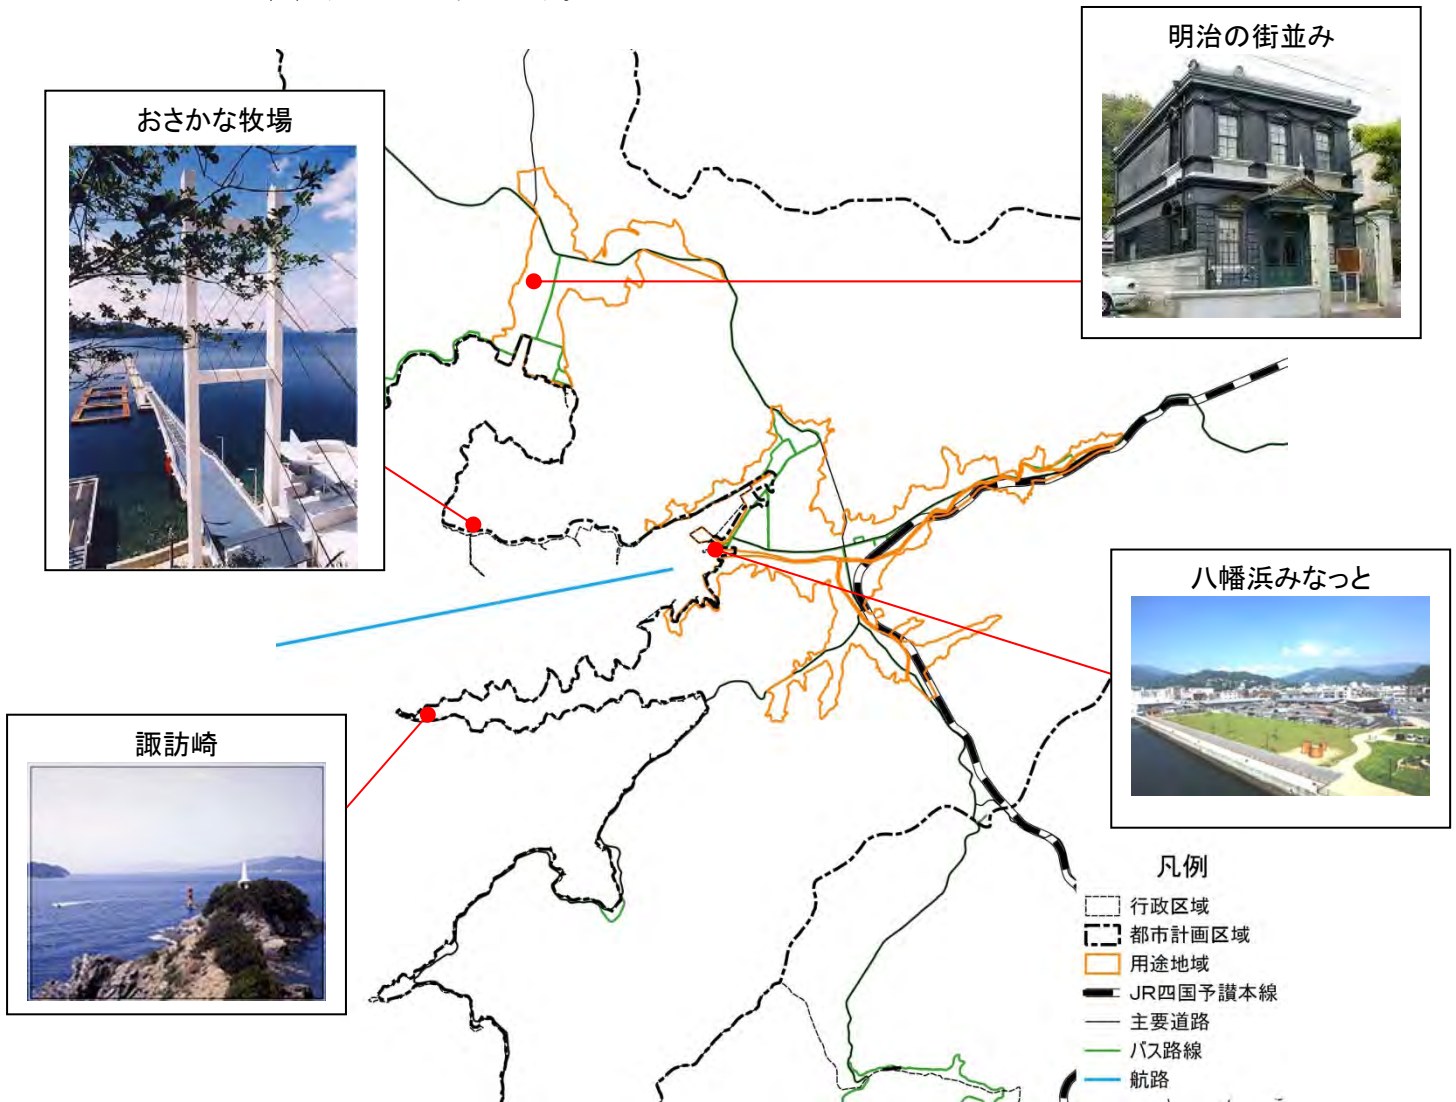 明治の街並み
おさかな牧場
八幡浜みなっと
諏訪崎
凡例
行政区域
都市計画区域
用途地域
JR四国予讃本線
主要道路
バス路線
航路